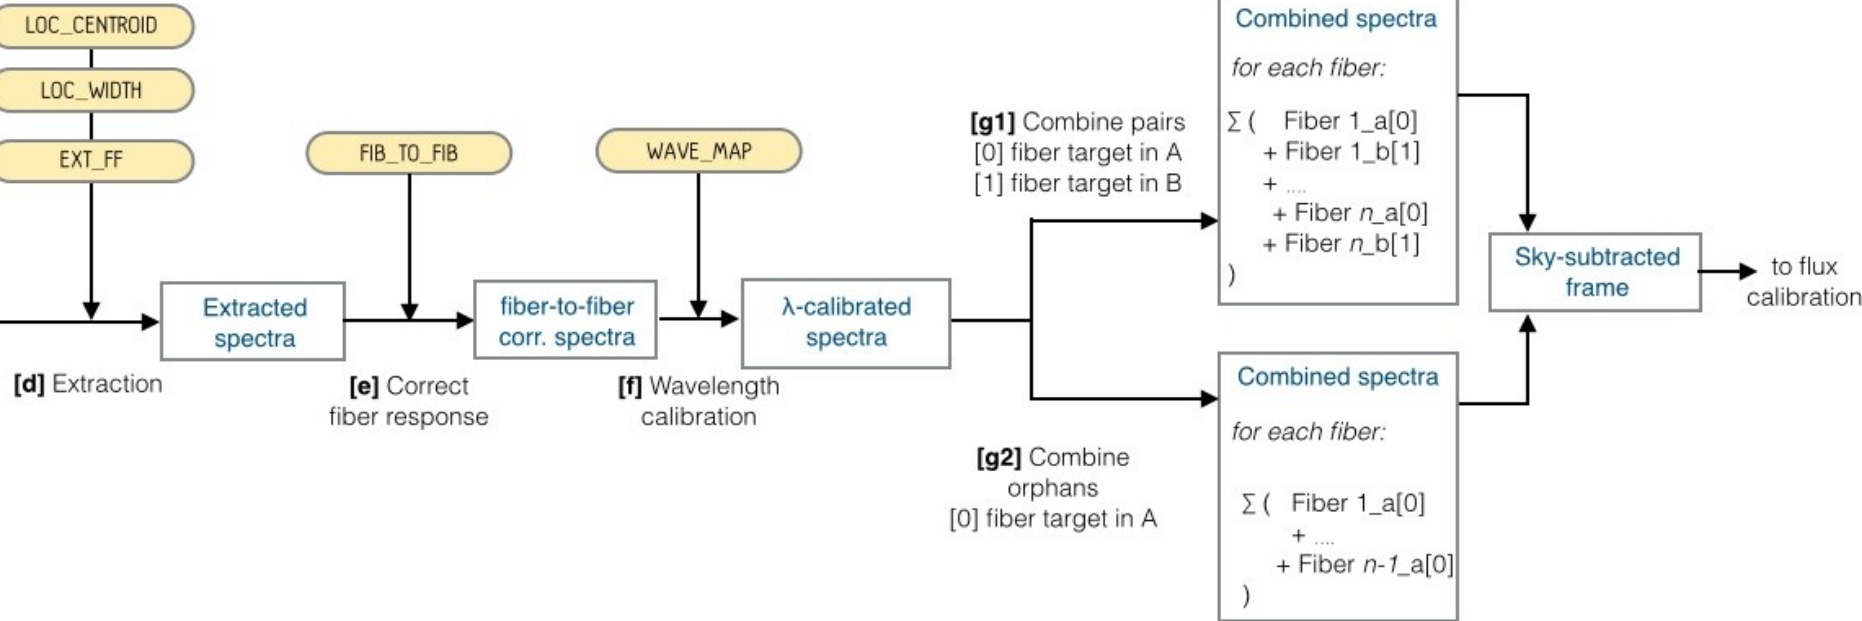 LOC_CENTROID
LOC_WIDTH
EXT_FF
FIB_TO_FIB
WAVE_MAP
Extracted
spectra
fiber-to-fiber
corr. spectra
λ-calibrated
spectra
[d] Extraction
[e] Correct
fiber response
[f] Wavelength
calibration
[g1] Combine pairs
[0] fiber target in A
[1] fiber target in B
Combined spectra
for each fiber:
Σ ( Fiber 1_a[0]
+ Fiber 1_b[1]
+ ....
+ Fiber n_a[0]
+ Fiber n_b[1]
)
[g2] Combine
orphans
[0] fiber target in A
Combined spectra
for each fiber:
Σ ( Fiber 1_a[0]
+ ....
+ Fiber n-1_a[0]
)
Sky-subtracted
frame
to flux
calibration